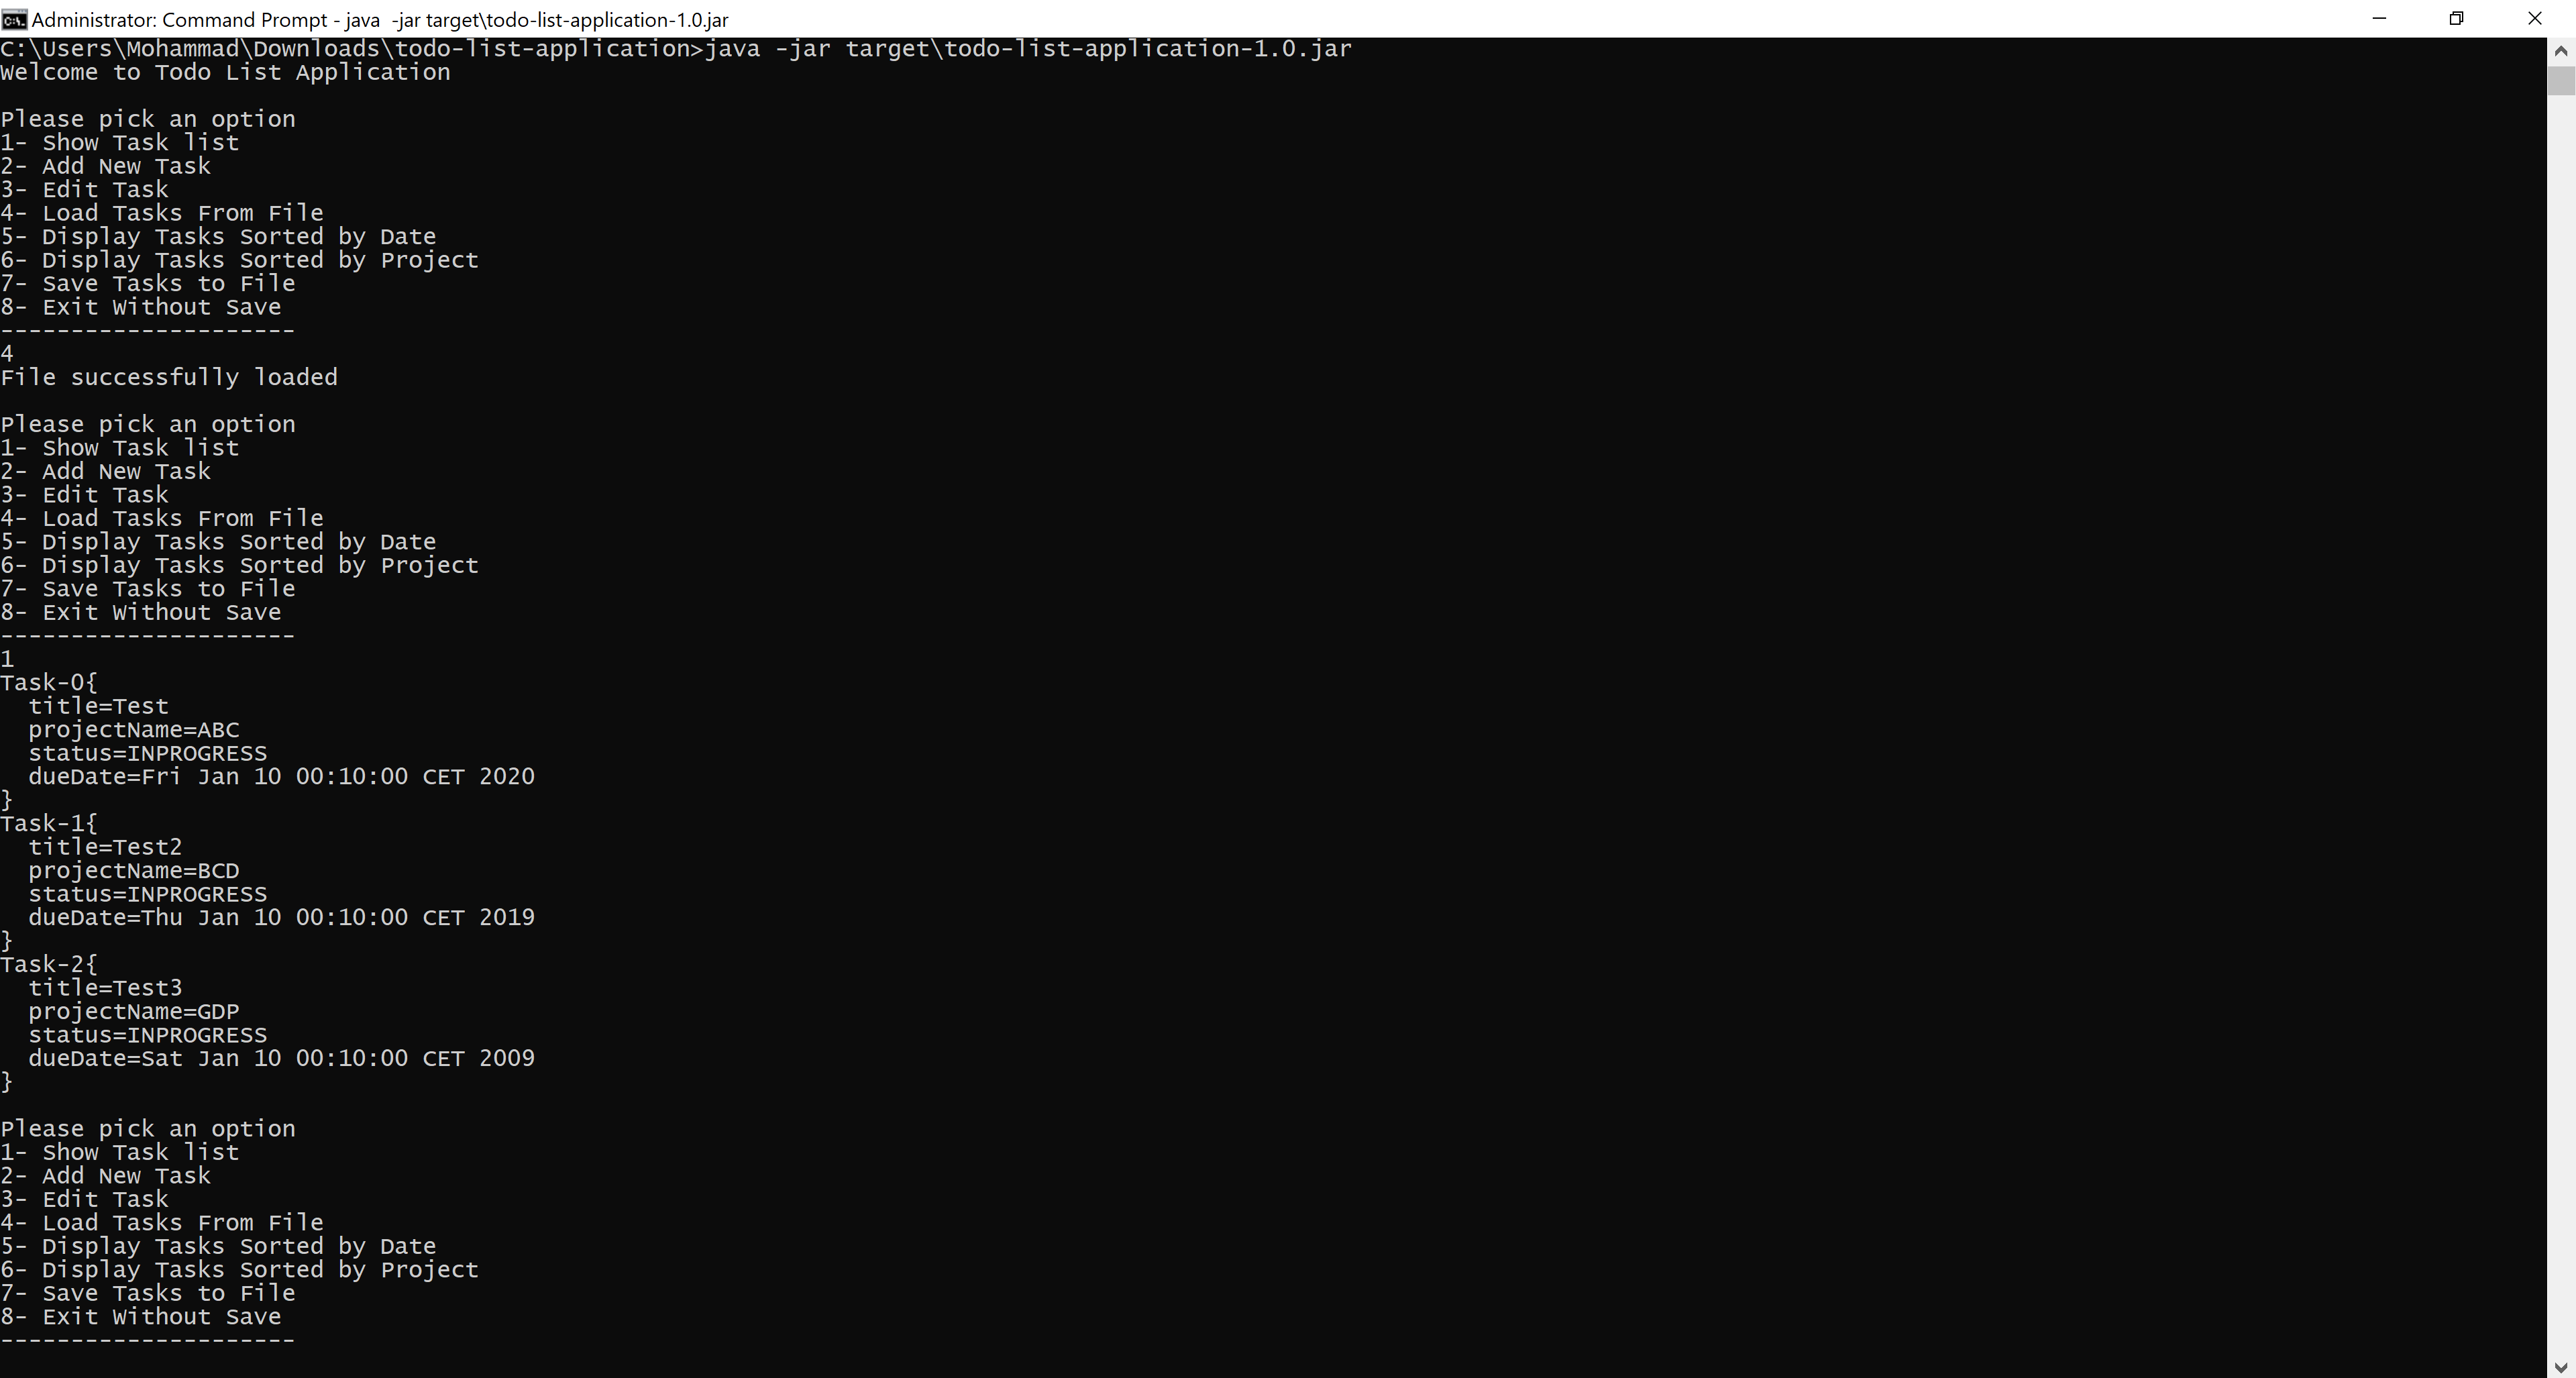 Administrator: Command Prompt - java  -jar target\todo-list-application-1.0.jar
C:\Users\Mohammad\Downloads\todo-list-application>java -jar target\todo-list-application-1.0.jar
Welcome to Todo List Application

Please pick an option
1- Show Task list
2- Add New Task
3- Edit Task
4- Load Tasks From File
5- Display Tasks Sorted by Date
6- Display Tasks Sorted by Project
7- Save Tasks to File
8- Exit Without Save
---------------------
4
File successfully loaded

Please pick an option
1- Show Task list
2- Add New Task
3- Edit Task
4- Load Tasks From File
5- Display Tasks Sorted by Date
6- Display Tasks Sorted by Project
7- Save Tasks to File
8- Exit Without Save
---------------------
1
Task-0{
  title=Test
  projectName=ABC
  status=INPROGRESS
  dueDate=Fri Jan 10 00:10:00 CET 2020
}
Task-1{
  title=Test2
  projectName=BCD
  status=INPROGRESS
  dueDate=Thu Jan 10 00:10:00 CET 2019
}
Task-2{
  title=Test3
  projectName=GDP
  status=INPROGRESS
  dueDate=Sat Jan 10 00:10:00 CET 2009
}

Please pick an option
1- Show Task list
2- Add New Task
3- Edit Task
4- Load Tasks From File
5- Display Tasks Sorted by Date
6- Display Tasks Sorted by Project
7- Save Tasks to File
8- Exit Without Save
---------------------